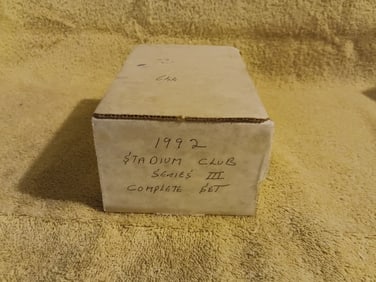 1992
STADIUM CLUB
SERIES III
COMPLETE SET